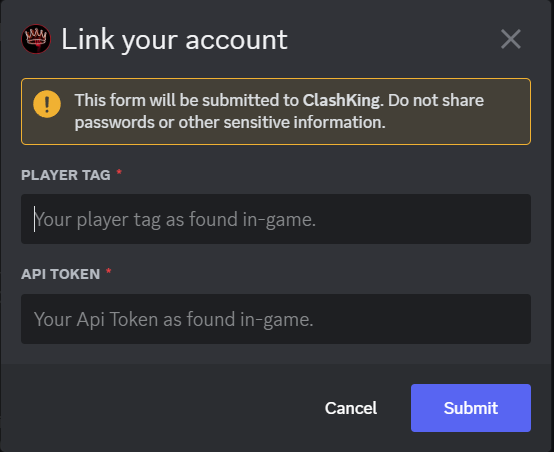 Link your account
This form will be submitted to ClashKing. Do not share
passwords or other sensitive information.
PLAYER TAG *
Your player tag as found in-game.
API TOKEN *
Your Api Token as found in-game.
Cancel
Submit